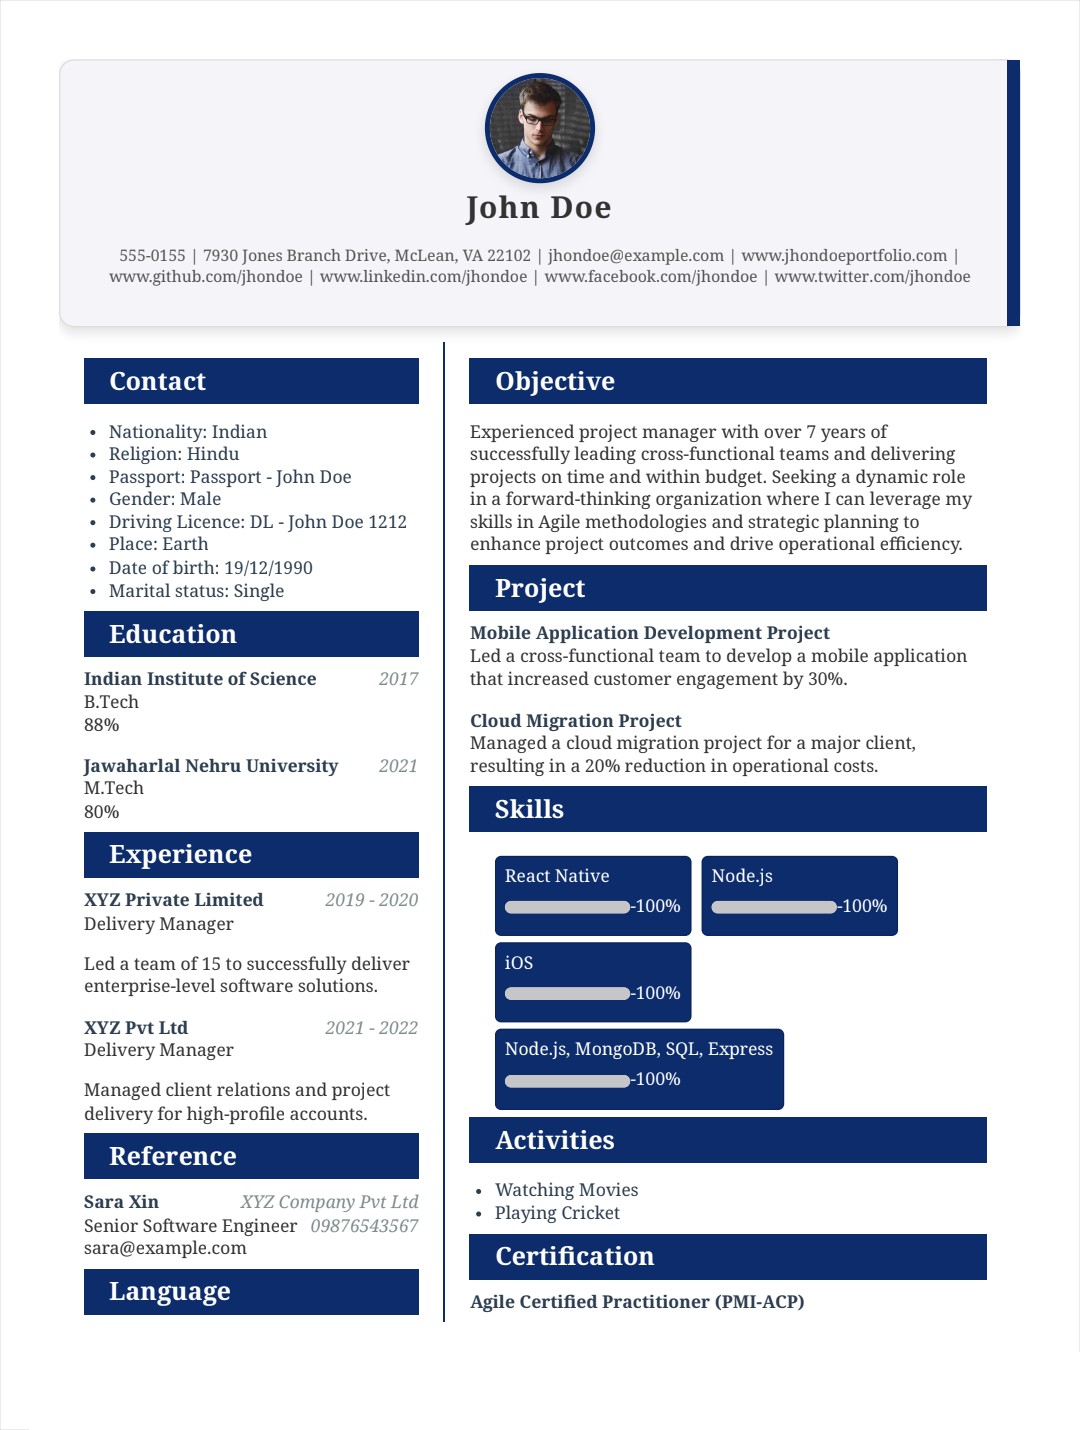 John Doe
555-0155 | 7930 Jones Branch Drive, McLean, VA 22102 | jhondoe@example.com | www.jhondoeportfolio.com |
www.github.com/jhondoe | www.linkedin.com/jhondoe | www.facebook.com/jhondoe | www.twitter.com/jhondoe
Contact
• Nationality: Indian
• Religion: Hindu
• Passport: Passport - John Doe
• Gender: Male
• Driving Licence: DL - John Doe 1212
• Place: Earth
• Date of birth: 19/12/1990
• Marital status: Single
Education
Indian Institute of Science 2017
B.Tech
88%
Jawaharlal Nehru University 2021
M.Tech
80%
Experience
XYZ Private Limited 2019 - 2020
Delivery Manager
Led a team of 15 to successfully deliver
enterprise-level software solutions.
XYZ Pvt Ltd 2021 - 2022
Delivery Manager
Managed client relations and project
delivery for high-profile accounts.
Reference
Sara Xin XYZ Company Pvt Ltd
Senior Software Engineer 09876543567
sara@example.com
Language
Objective
Experienced project manager with over 7 years of
successfully leading cross-functional teams and delivering
projects on time and within budget. Seeking a dynamic role
in a forward-thinking organization where I can leverage my
skills in Agile methodologies and strategic planning to
enhance project outcomes and drive operational efficiency.
Project
Mobile Application Development Project
Led a cross-functional team to develop a mobile application
that increased customer engagement by 30%.
Cloud Migration Project
Managed a cloud migration project for a major client,
resulting in a 20% reduction in operational costs.
Skills
React Native Node.js
-100% -100%
iOS
-100%
Node.js, MongoDB, SQL, Express
-100%
Activities
• Watching Movies
• Playing Cricket
Certification
Agile Certified Practitioner (PMI-ACP)